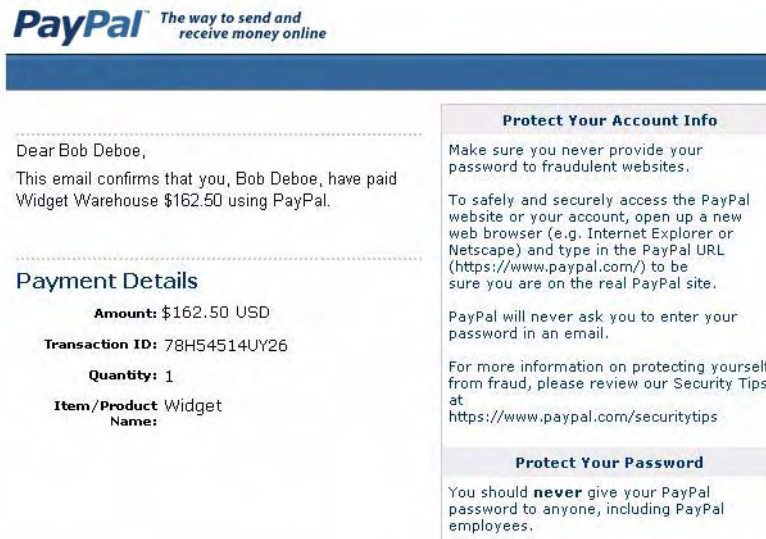 PayPal The way to send and
receive money online
Dear Bob Deboe,
This email confirms that you, Bob Deboe, have paid
Widget Warehouse $162.50 using PayPal.
Payment Details
Amount: $162.50 USD
Transaction ID: 78H54514UY26
Quantity: 1
Item/Product Widget
Name:
Protect Your Account Info
Make sure you never provide your
password to fraudulent websites.
To safely and securely access the PayPal
website or your account, open up a new
web browser (e.g. Internet Explorer or
Netscape) and type in the PayPal URL
(https://www.paypal.com/) to be
sure you are on the real PayPal site.
PayPal will never ask you to enter your
password in an email.
For more information on protecting yourself
from fraud, please review our Security Tips
at
https://www.paypal.com/securitytips
Protect Your Password
You should never give your PayPal
password to anyone, including PayPal
employees.